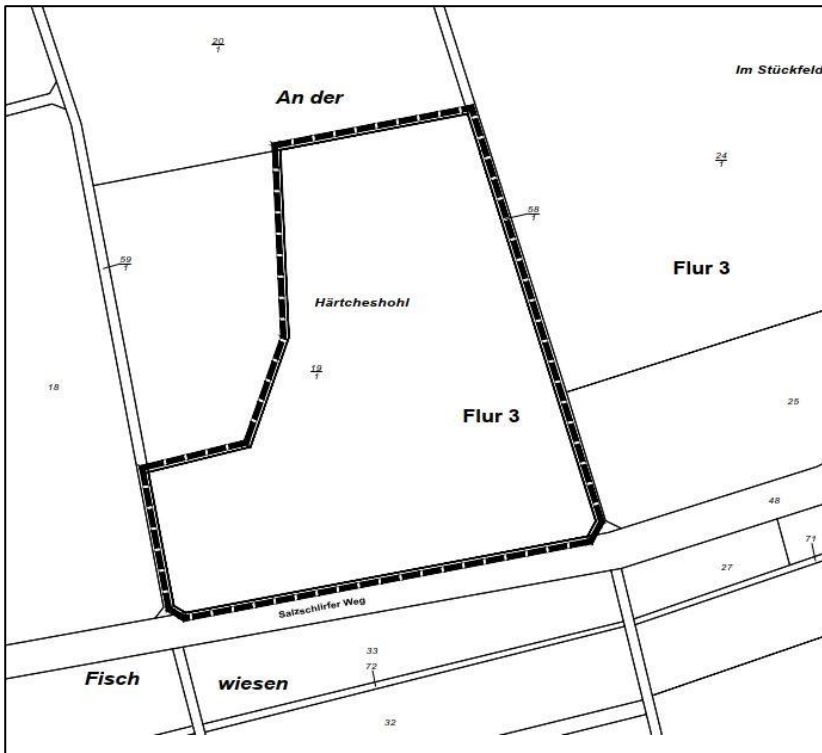 20
1
Im Stückfeld
An der
24
1
58
1
59
1
Flur 3
Härtcheshohl
19
1
18
Flur 3
25
48
71
27
Salzschlirfer Weg
33
72
Fisch
wiesen
32